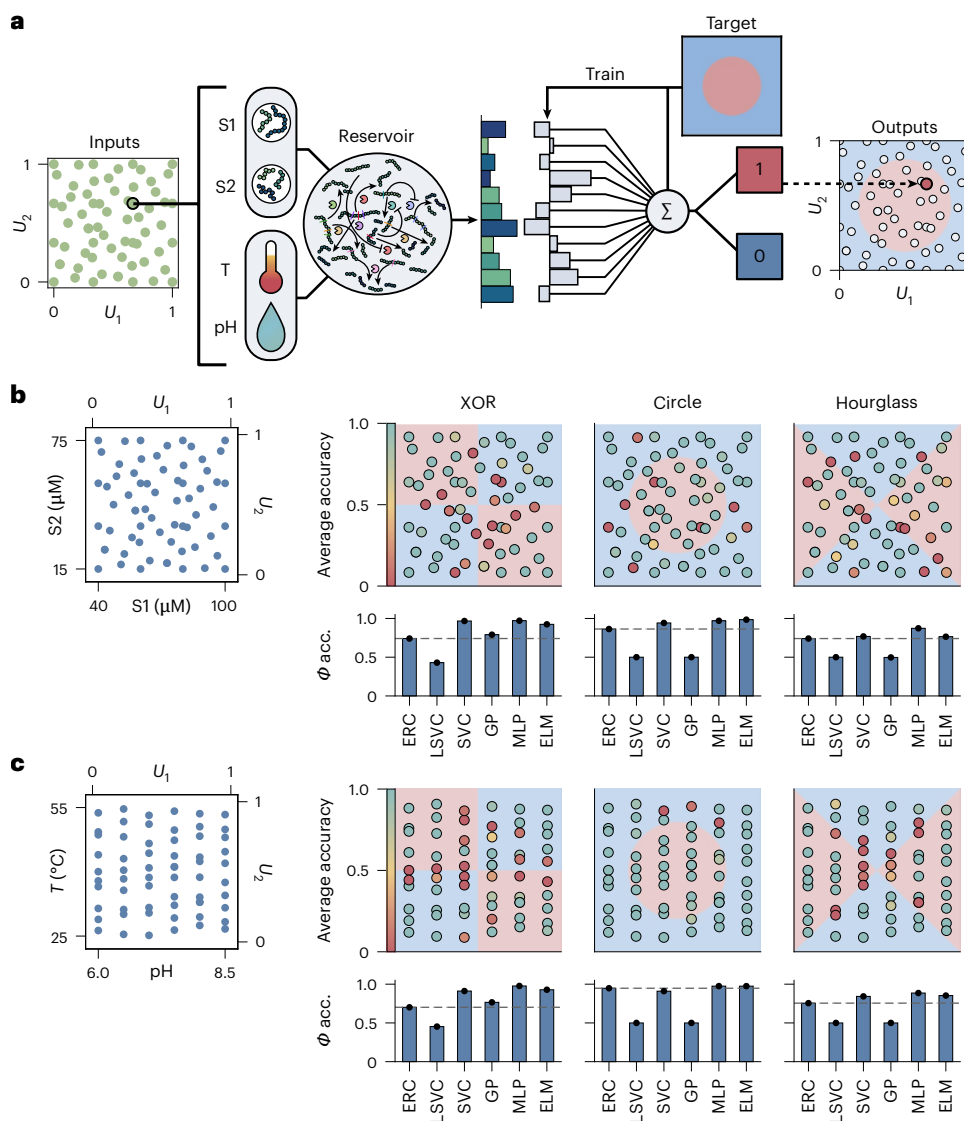 a
Target
Train
S1
Reservoir
Inputs
Outputs
1
1
1
S2
U2
Σ
U2
T
0
0
0
0
1
U1
pH
0
1
U1
b
XOR
Circle
Hourglass
0
U1
1
1.0
75
1
S2 (μM)
U2
Average accuracy
0.5
15
0
0
40
S1 (μM)
100
1.0
Φ acc.
0.5
0
ERC
LSVC
SVC
GP
MLP
ELM
ERC
LSVC
SVC
GP
MLP
ELM
ERC
LSVC
SVC
GP
MLP
ELM
c
0
U1
1
1.0
55
1
T (°C)
U2
Average accuracy
0.5
25
0
0
6.0
pH
8.5
1.0
Φ acc.
0.5
0
ERC
LSVC
SVC
GP
MLP
ELM
ERC
LSVC
SVC
GP
MLP
ELM
ERC
LSVC
SVC
GP
MLP
ELM